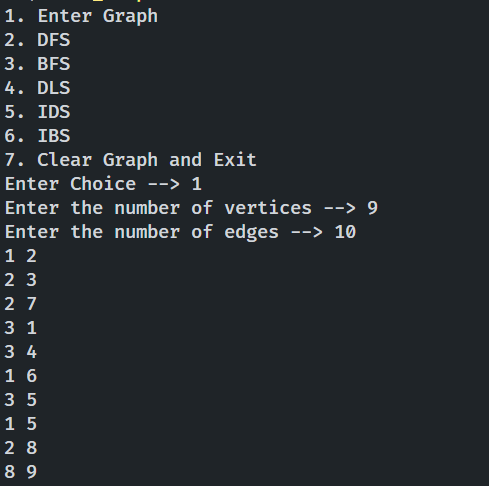 1. Enter Graph
2. DFS
3. BFS
4. DLS
5. IDS
6. IBS
7. Clear Graph and Exit
Enter Choice --> 1
Enter the number of vertices --> 9
Enter the number of edges --> 10
1 2
2 3
2 7
3 1
3 4
1 6
3 5
1 5
2 8
8 9